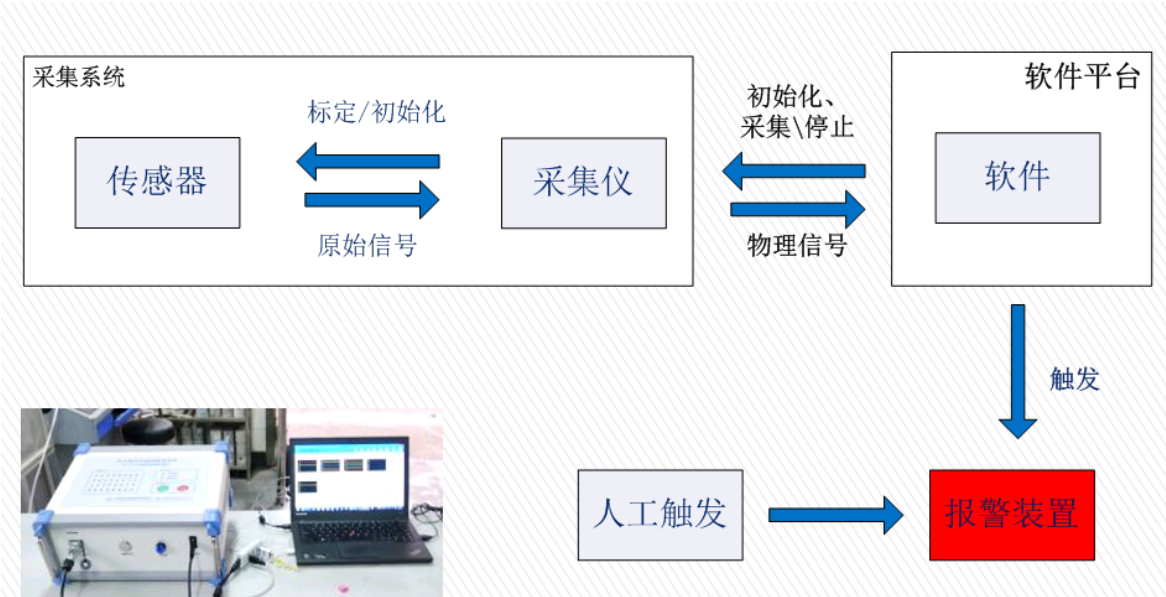 采集系统
软件平台
标定/初始化
初始化、
采集\停止
传感器
采集仪
软件
原始信号
物理信号
触发
人工触发
报警装置